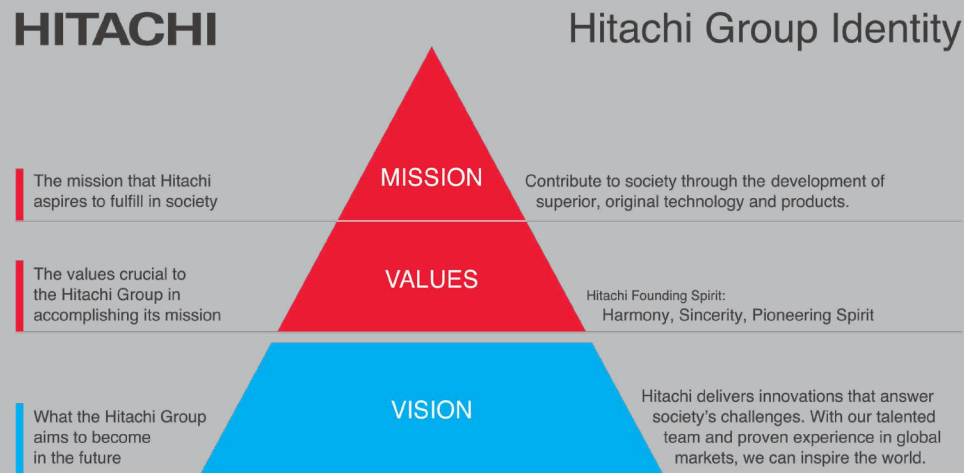 HITACHI
Hitachi Group Identity
The mission that Hitachi
aspires to fulfill in society
MISSION
Contribute to society through the development of
superior, original technology and products.
The values crucial to
the Hitachi Group in
accomplishing its mission
VALUES
Hitachi Founding Spirit:
Harmony, Sincerity, Pioneering Spirit
What the Hitachi Group
aims to become
in the future
VISION
Hitachi delivers innovations that answer
society's challenges. With our talented
team and proven experience in global
markets, we can inspire the world.